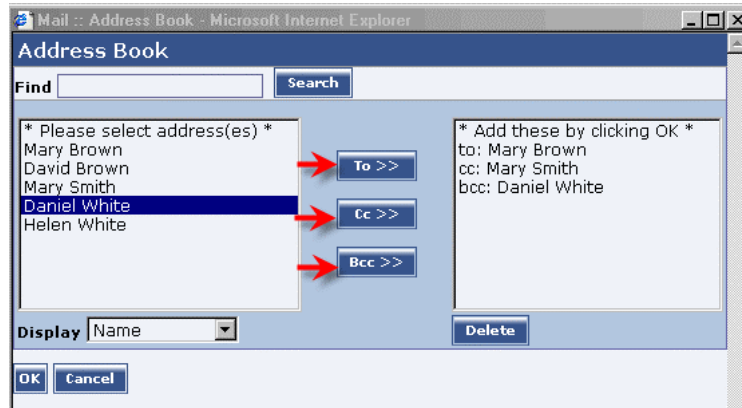 Mail :: Address Book - Microsoft Internet Explorer
Address Book
Find
Search
* Please select address(es) *
Mary Brown
David Brown
Mary Smith
Daniel White
Helen White
To >>
Cc >>
Bcc >>
* Add these by clicking OK *
to: Mary Brown
cc: Mary Smith
bcc: Daniel White
Display Name
Delete
OK Cancel